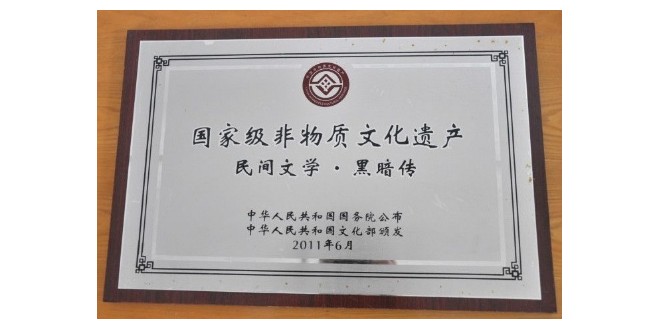 国家级非物质文化遗产
民间文学·黑暗传
中华人民共和国国务院公布
中华人民共和国文化部颁发
2011年6月